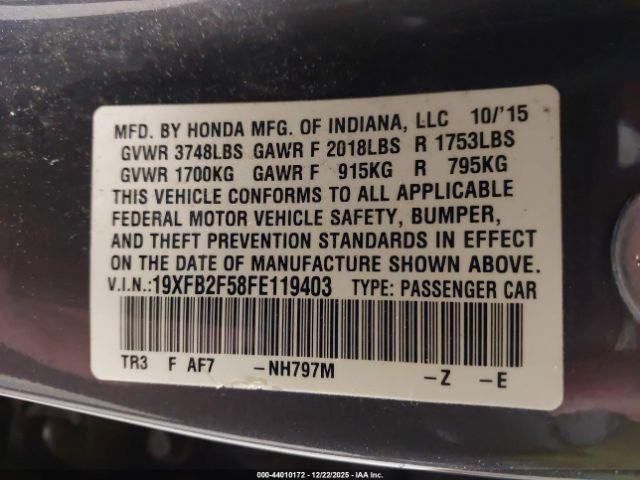 MFD. BY HONDA MFG. OF INDIANA, LLC 10/'15
GVWR 3748LBS GAWR F 2018LBS R 1753LBS
GVWR 1700KG GAWR F 915KG R 795KG
THIS VEHICLE CONFORMS TO ALL APPLICABLE
FEDERAL MOTOR VEHICLE SAFETY, BUMPER,
AND THEFT PREVENTION STANDARDS IN EFFECT
ON THE DATE OF MANUFACTURE SHOWN ABOVE.
V.I.N.:19XFB2F58FE119403 TYPE: PASSENGER CAR
TR3 F AF7 -NH797M -Z -E
000-44010172 - 12/22/2025 - IAA Inc.